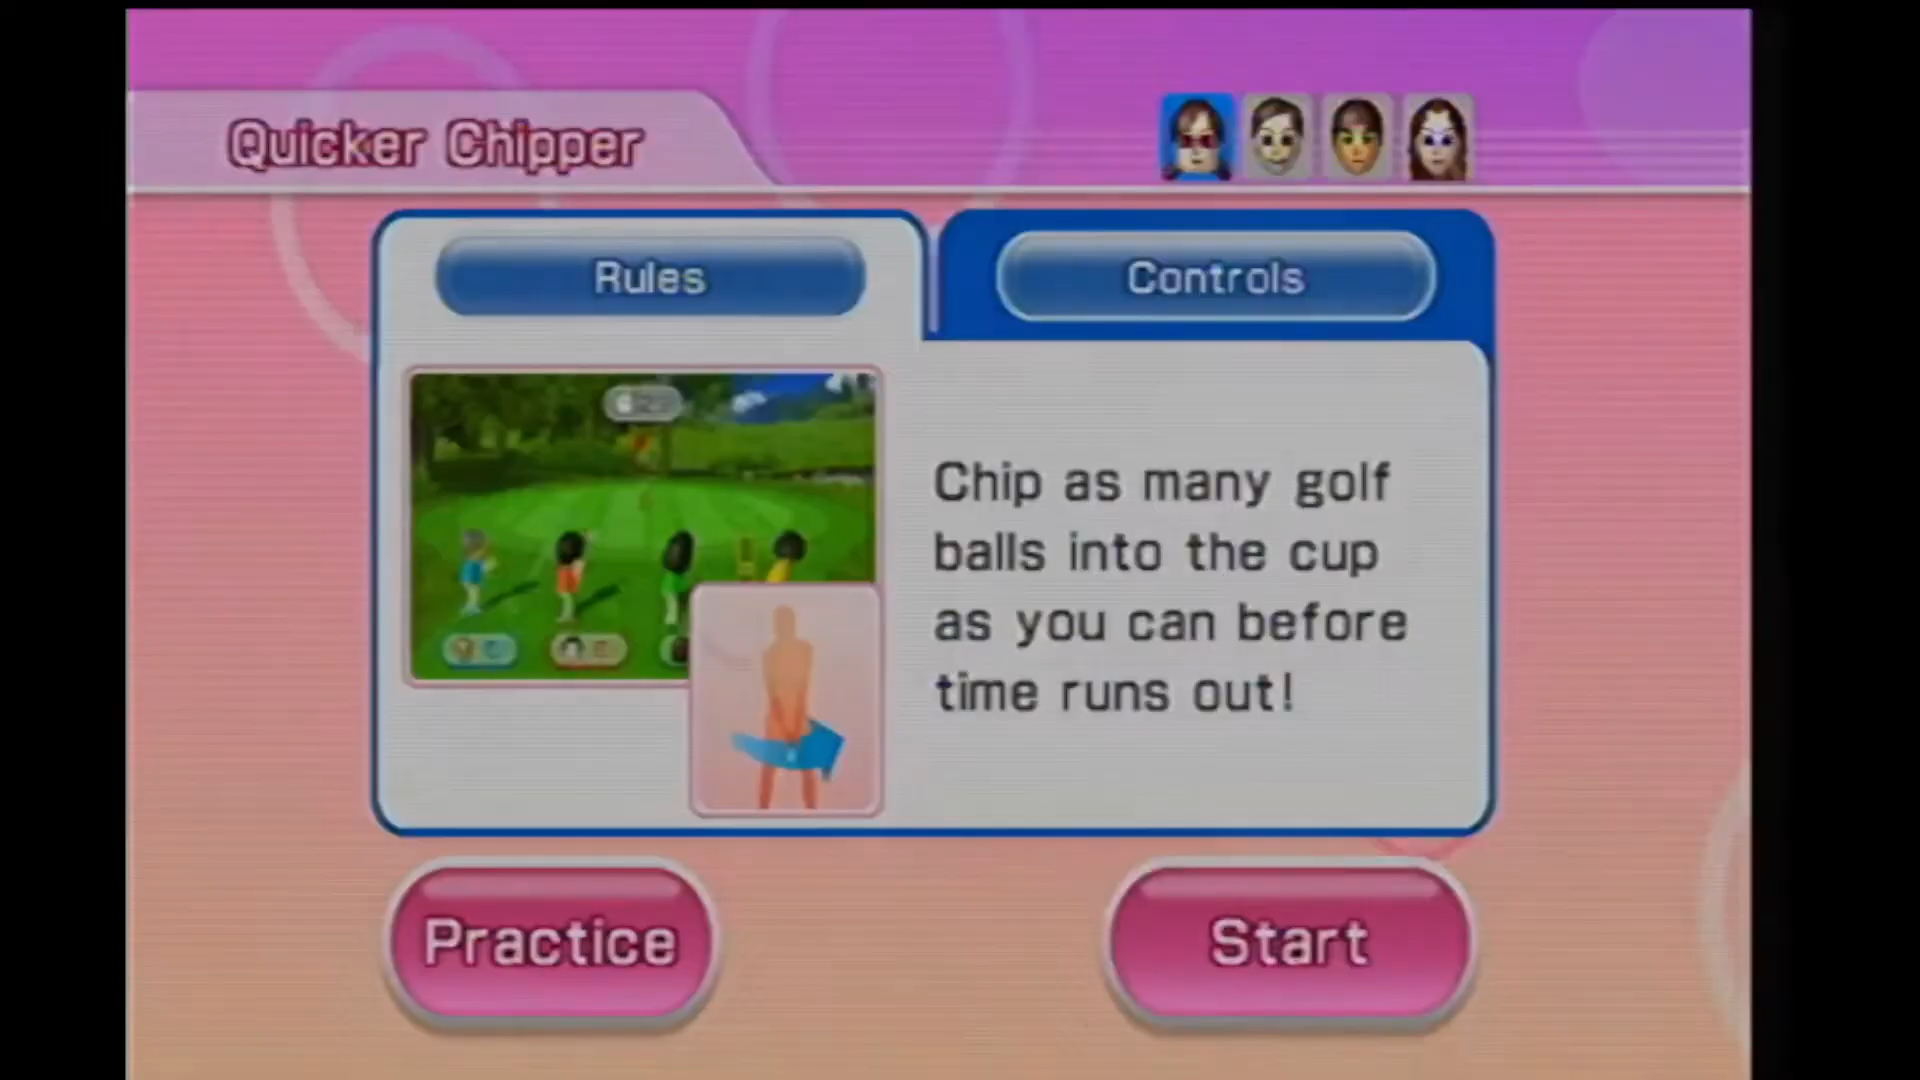 Quicker Chipper
Rules
Controls
Chip as many golf
balls into the cup
as you can before
time runs out!
Practice
Start